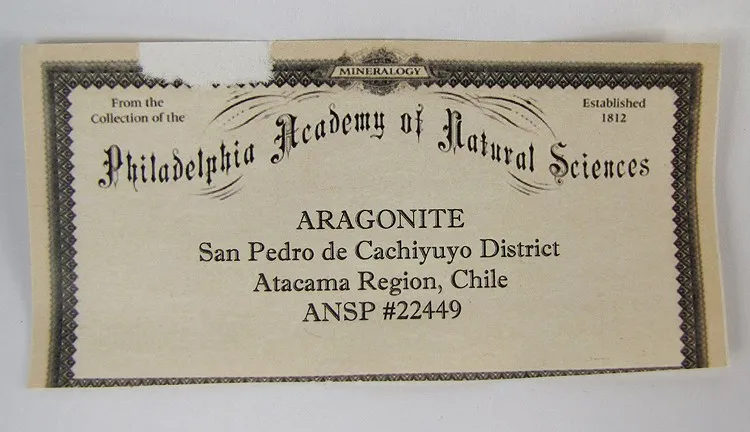 MINERALOGY
From the
Collection of the
Established
1812
Philadelphia Academy of Natural Sciences
ARAGONITE
San Pedro de Cachiyuyo District
Atacama Region, Chile
ANSP #22449